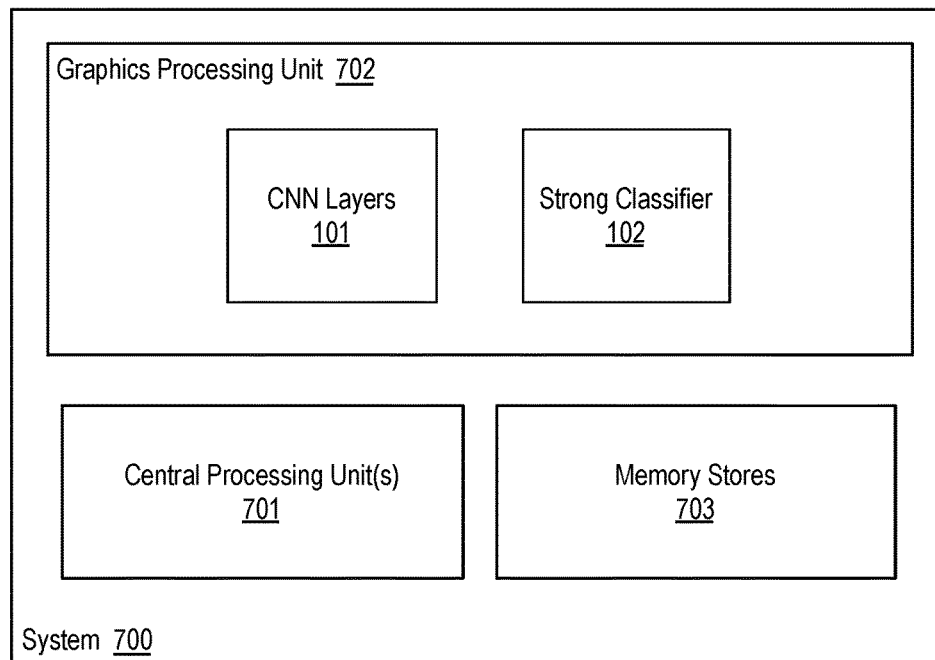 Graphics Processing Unit 702
CNN Layers
101
Strong Classifier
102
Central Processing Unit(s)
701
Memory Stores
703
System 700